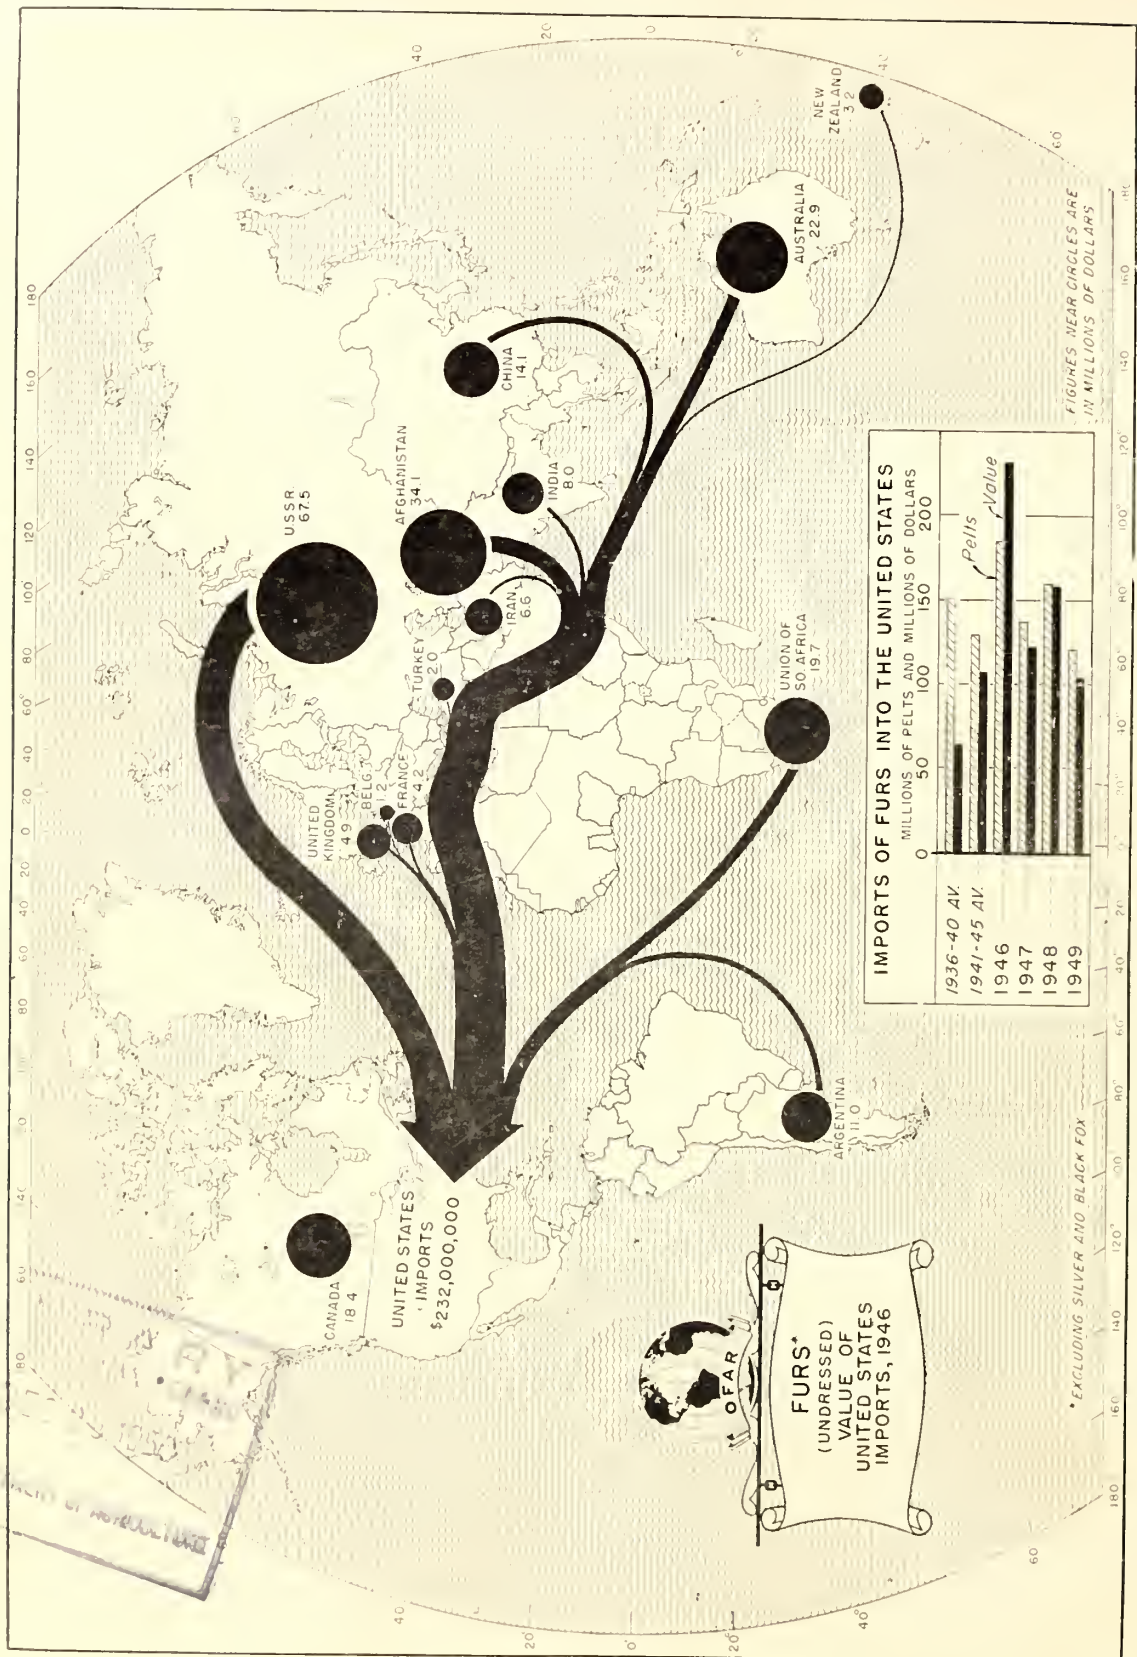 USSR
67.5
AFGHANISTAN
34.1
CHINA
14.1
INDIA
8.0
IRAN
6.6
TURKEY
2.0
UNITED
KINGDOM
4.9
BELG.
1.2
FRANCE
4.2
AUSTRALIA
22.9
NEW
ZEALAND
3.2
UNION OF
SO. AFRICA
19.7
ARGENTINA
11.0
CANADA
18.4
UNITED STATES
IMPORTS
$232,000,000
OFAR
FURS*
(UNDRESSED)
VALUE OF
UNITED STATES
IMPORTS, 1946
*EXCLUDING SILVER AND BLACK FOX
FIGURES NEAR CIRCLES ARE
IN MILLIONS OF DOLLARS
IMPORTS OF FURS INTO THE UNITED STATES
MILLIONS OF PELTS AND MILLIONS OF DOLLARS
0 50 100 150 200
Pelts
Value
1936-40 AV.
1941-45 AV.
1946
1947
1948
1949